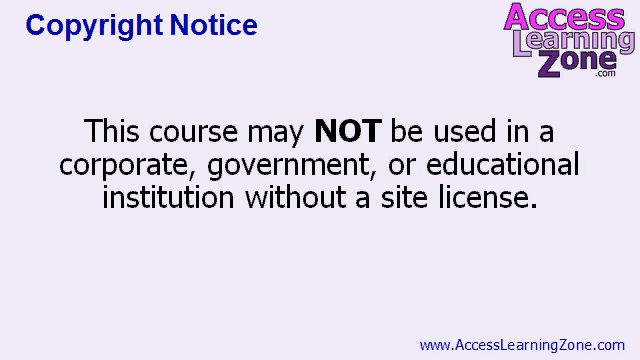 Copyright Notice
Access
Learning
Zone
.com
This course may NOT be used in a
corporate, government, or educational
institution without a site license.
www.AccessLearningZone.com